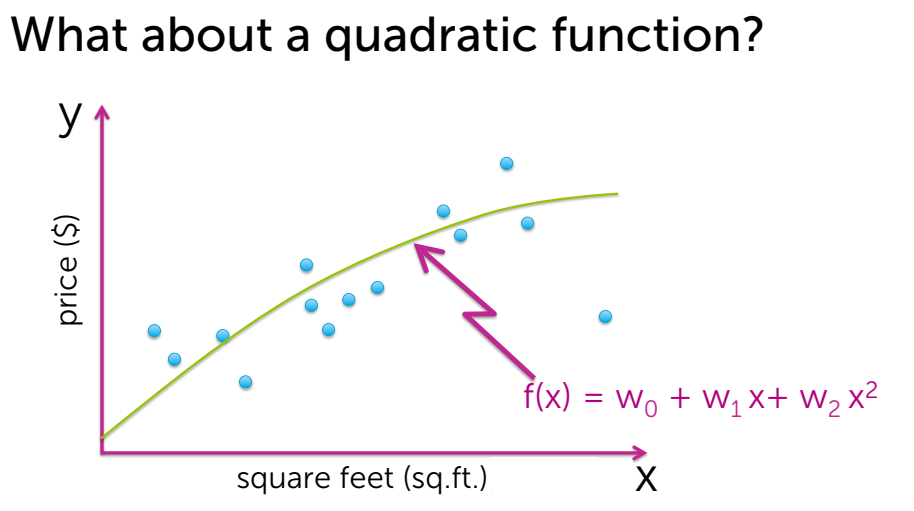 What about a quadratic function?
y
price ($)
f(x) = w₀ + w₁ x+ w₂ x²
square feet (sq.ft.)
x